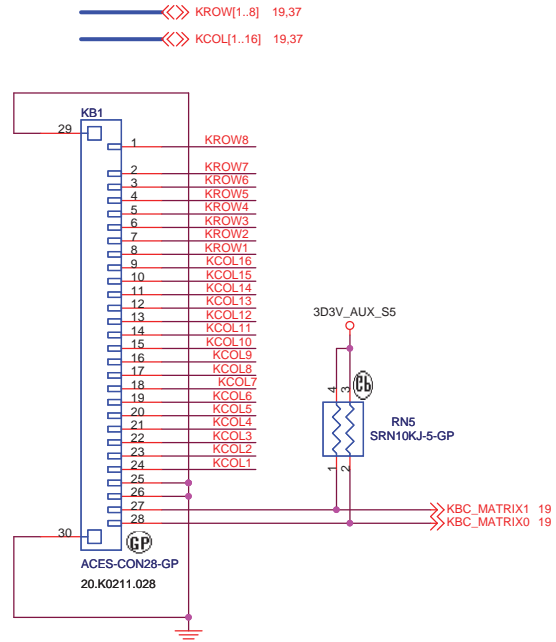 KROW[1..8] 19,37
KCOL[1..16] 19,37
KB1
29
1 KROW8
2 KROW7
3 KROW6
4 KROW5
5 KROW4
6 KROW3
7 KROW2
8 KROW1
9 KCOL16
10 KCOL15
11 KCOL14
12 KCOL13
13 KCOL12
14 KCOL11
15 KCOL10
16 KCOL9
17 KCOL8
18 KCOL7
19 KCOL6
20 KCOL5
21 KCOL4
22 KCOL3
23 KCOL2
24 KCOL1
25
26
27
28
30
GP
ACES-CON28-GP
20.K0211.028
3D3V_AUX_S5
4
3
RN5
SRN10KJ-5-GP
1
2
KBC_MATRIX1 19
KBC_MATRIX0 19